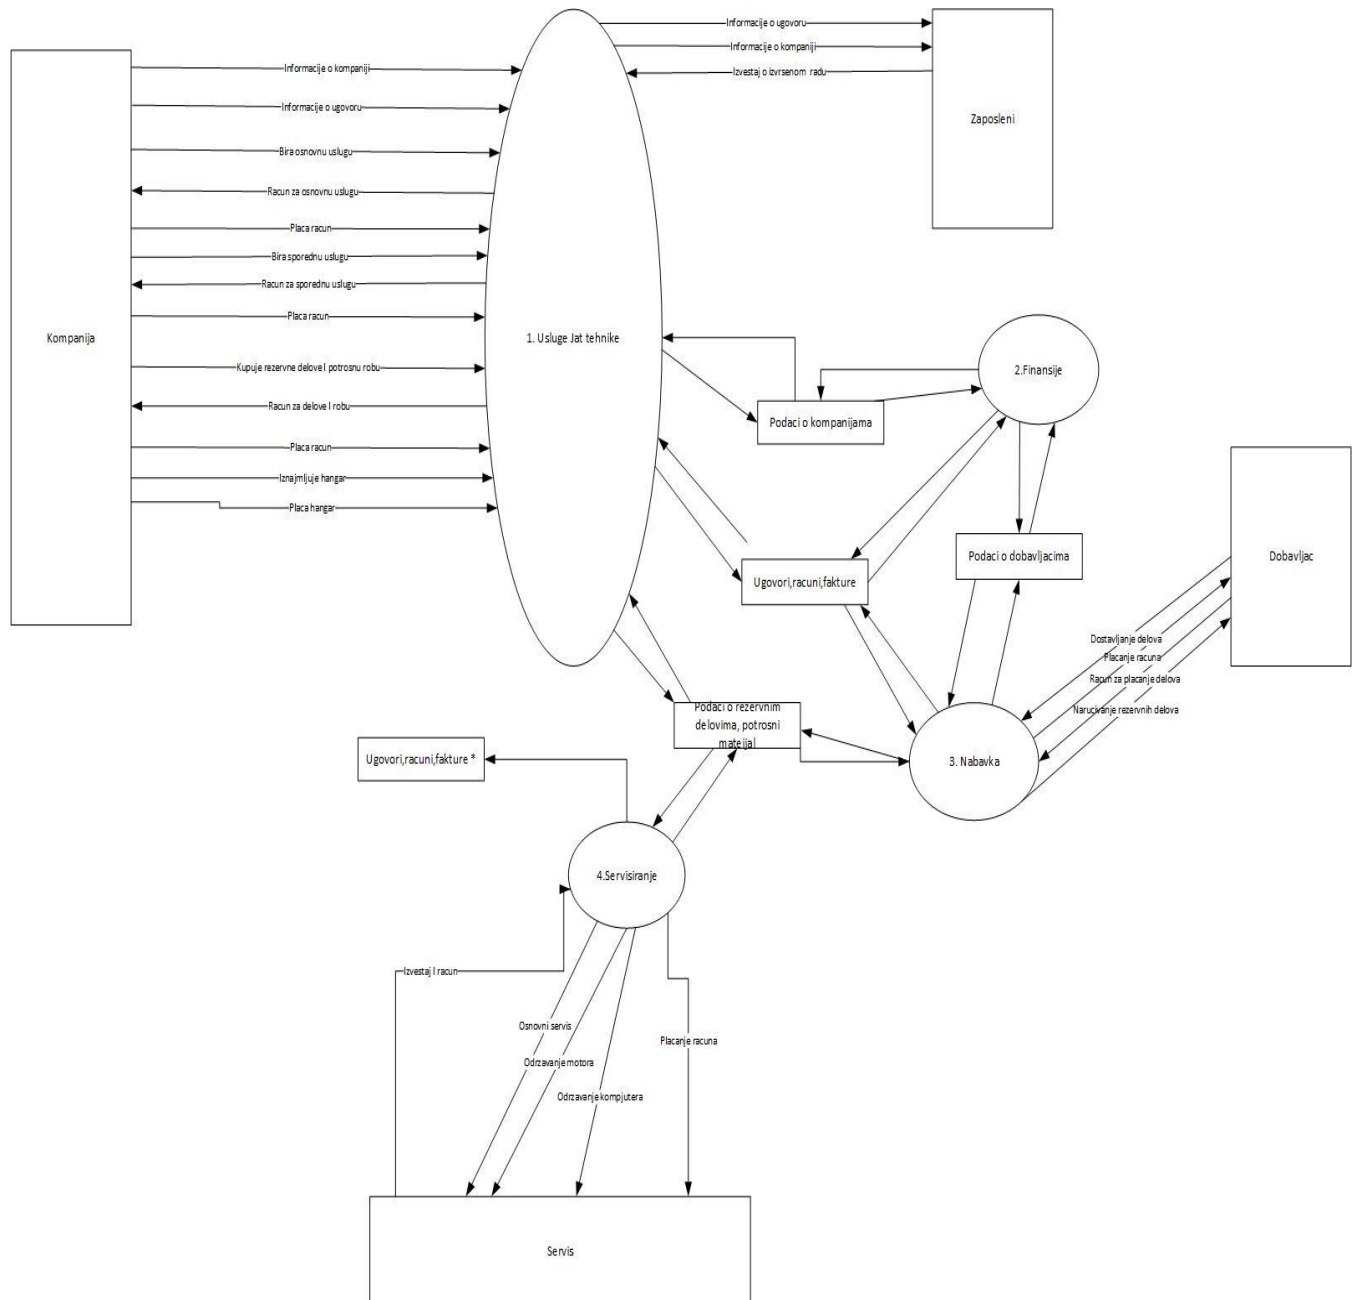 Informacije o ugovoru
Informacije o kompaniji
Izvestaj o izvrsenom radu
Zaposleni
Informacije o kompaniji
Informacije o ugovoru
Bira osnovnu uslugu
Racun za osnovnu uslugu
Placa racun
Bira sporednu uslugu
Racun za sporednu uslugu
Placa racun
Kompanija
1. Usluge Jat tehnike
Kupuje rezervne delove I potrosnu robu
Racun za delove I robu
Placa racun
Iznajmljuje hangar
Placa hangar
2.Finansije
Podaci o kompanijama
Ugovori,racuni,fakture
Podaci o dobavljacima
Dobavljac
Dostavljanje delova
Placanje racuna
Racun za placanje delova
Narucivanje rezervnih delova
Podaci o rezervnim
delovima, potrosni
mateijal
Ugovori,racuni,fakture *
3. Nabavka
4.Servisiranje
Izvestaj I racun
Osnovni servis
Odrzavanje motora
Odrzavanje kompjutera
Placanje racuna
Servis